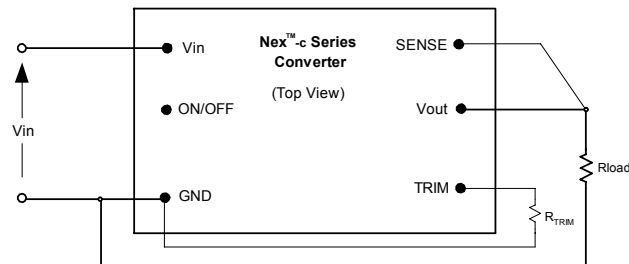 Nex™-c Series
Converter
(Top View)
Vin
SENSE
ON/OFF
Vout
Vin
Rload
GND
TRIM
RTRIM